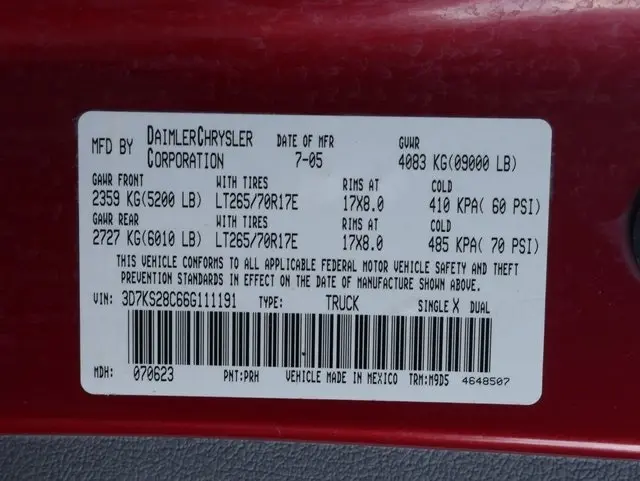 MFD BY DAIMLERCHRYSLER CORPORATION DATE OF MFR 7-05 GVWR 4083 KG(09000 LB)
GAWR FRONT WITH TIRES RIMS AT COLD
2359 KG(5200 LB) LT265/70R17E 17X8.0 410 KPA( 60 PSI)
GAWR REAR WITH TIRES RIMS AT COLD
2727 KG(6010 LB) LT265/70R17E 17X8.0 485 KPA( 70 PSI)
THIS VEHICLE CONFORMS TO ALL APPLICABLE FEDERAL MOTOR VEHICLE SAFETY AND THEFT
PREVENTION STANDARDS IN EFFECT ON THE DATE OF MANUFACTURE SHOWN ABOVE.
VIN: 3D7KS28C66G111191 TYPE: TRUCK SINGLE X DUAL
MDH: 070623 PNT:PRH VEHICLE MADE IN MEXICO TRM:M9D5 4648507